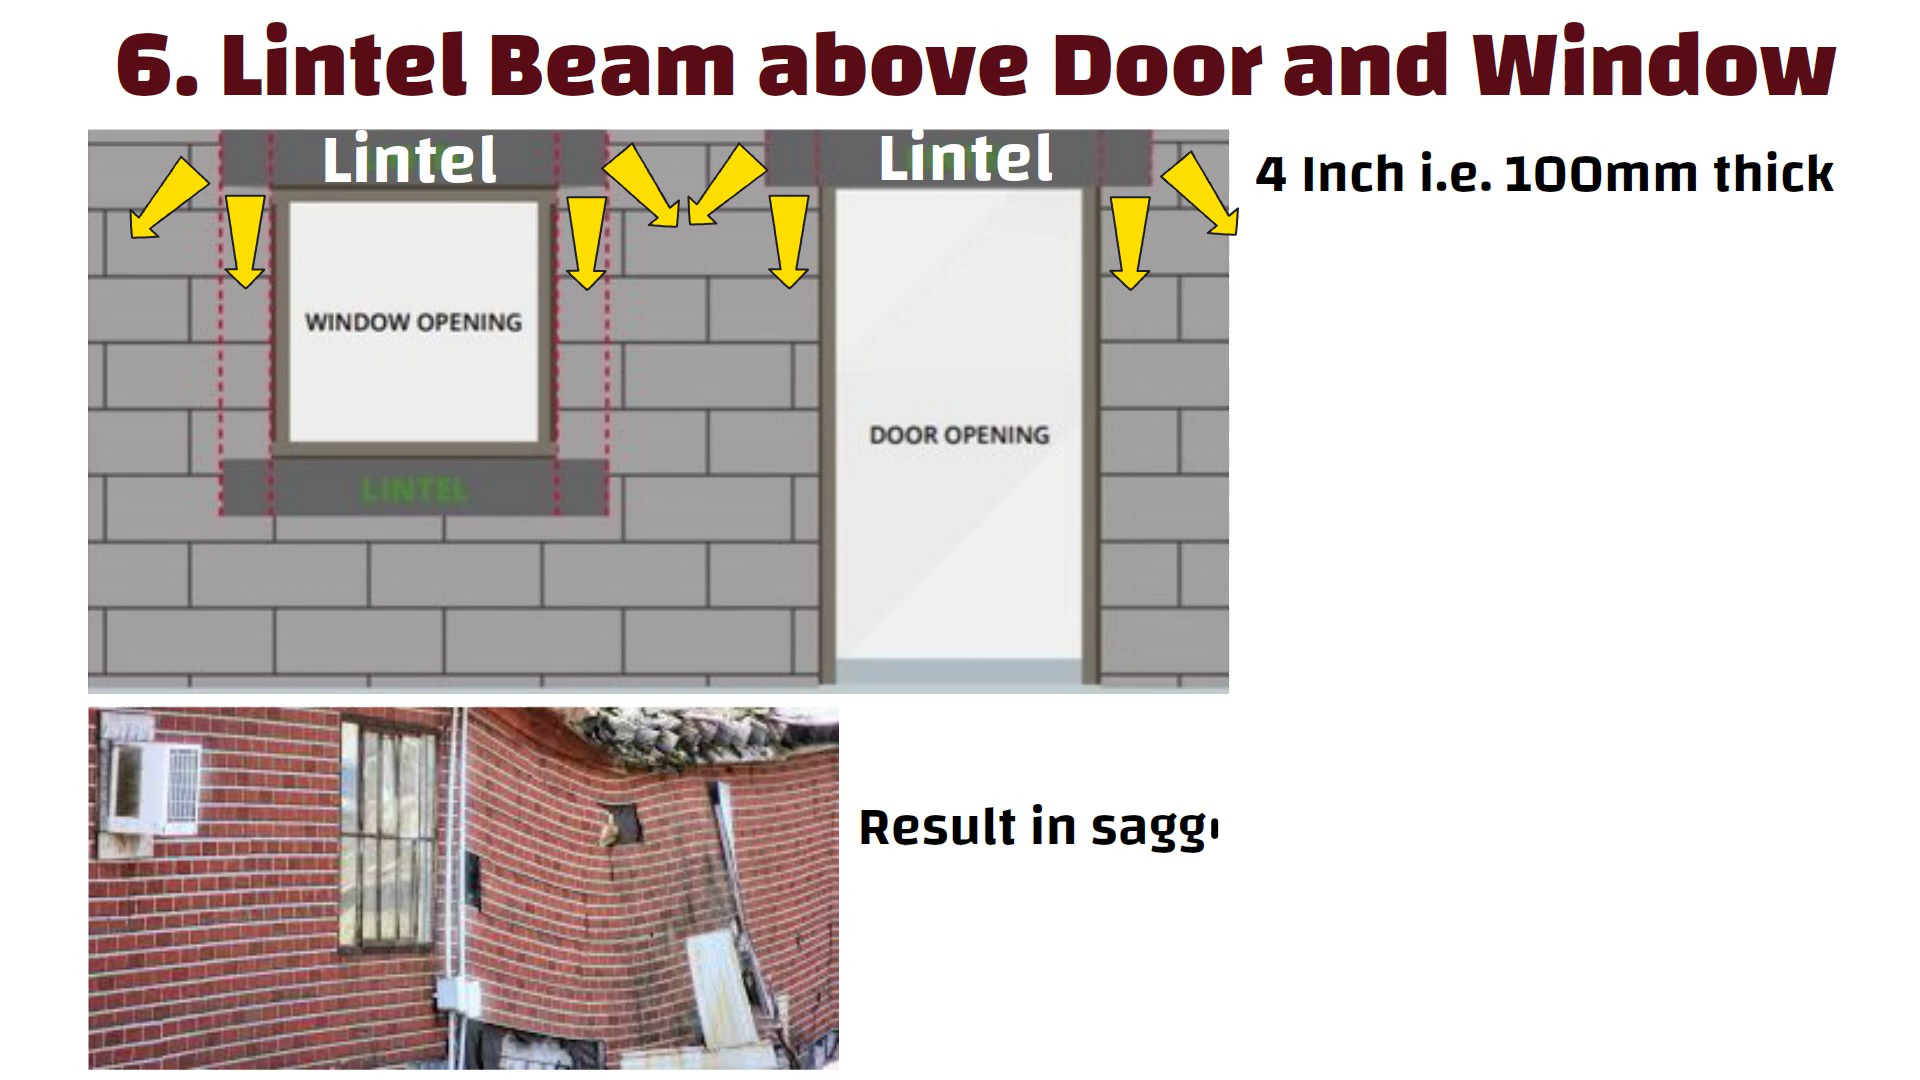 6. Lintel Beam above Door and Window
Lintel
Lintel
4 Inch i.e. 100mm thick
WINDOW OPENING
DOOR OPENING
LINTEL
Result in sagg